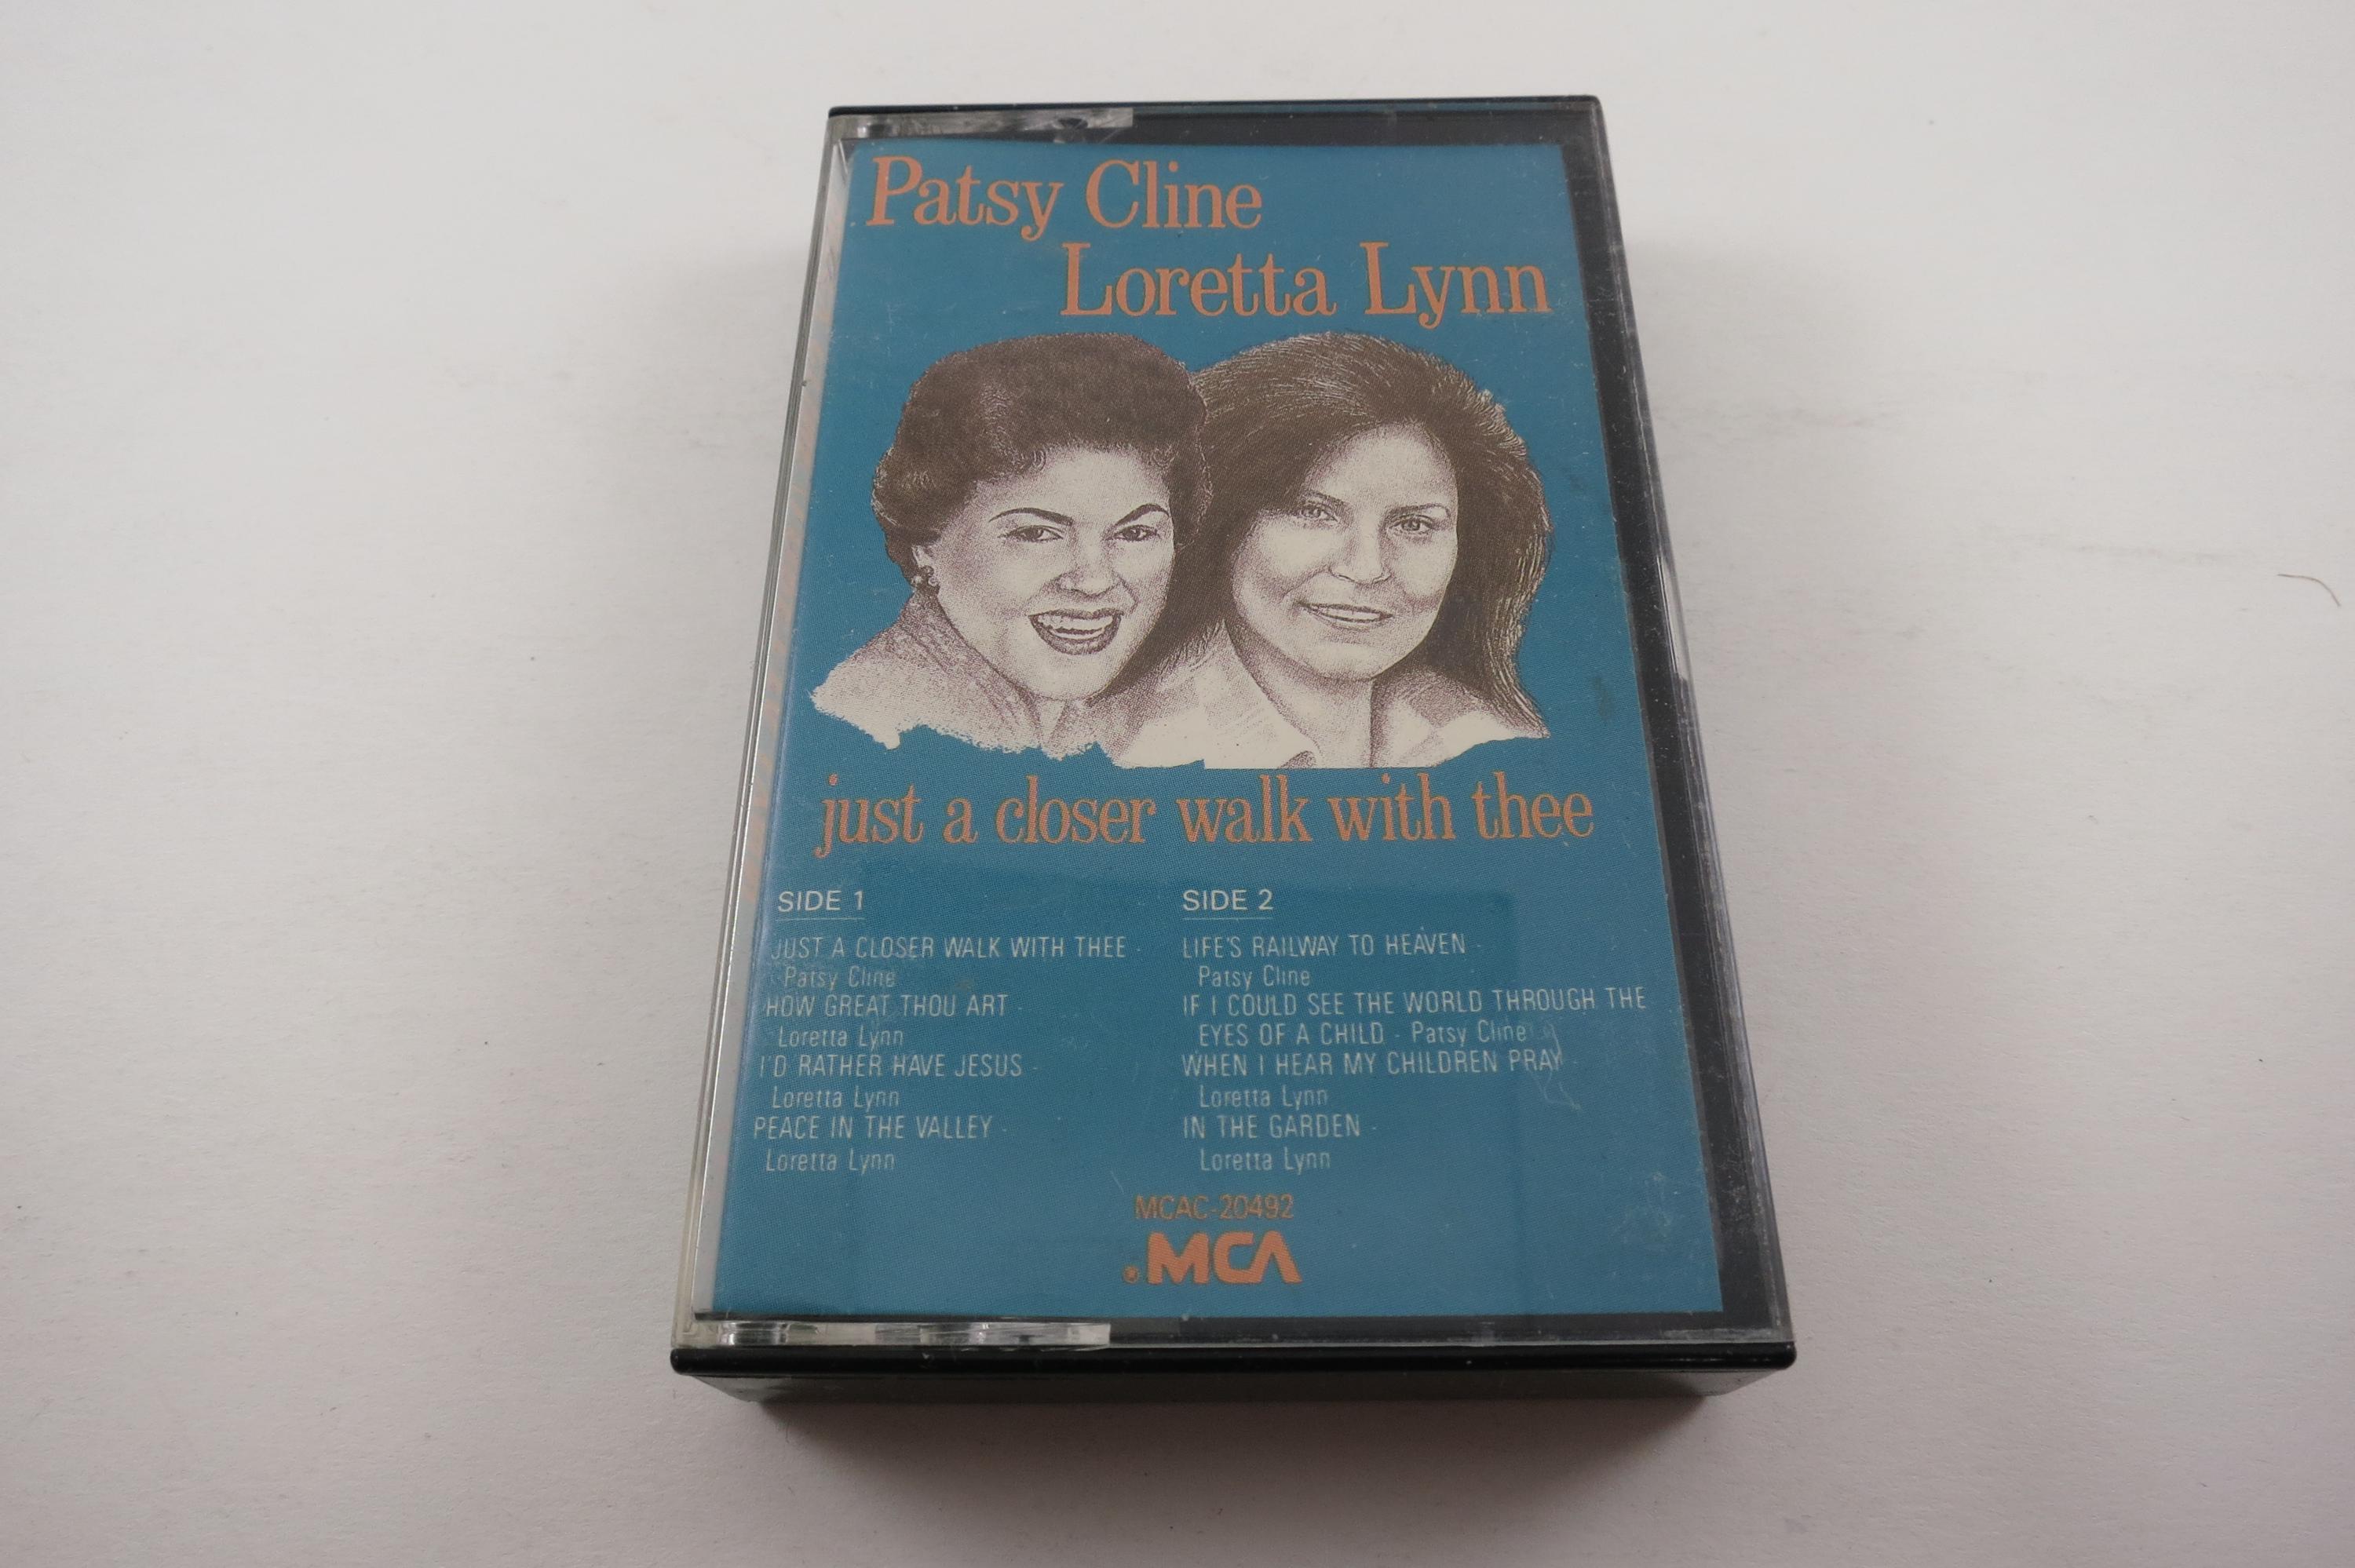 Patsy Cline
Loretta Lynn
just a closer walk with thee
SIDE 1
JUST A CLOSER WALK WITH THEE -
Patsy Cline
HOW GREAT THOU ART -
Loretta Lynn
I'D RATHER HAVE JESUS -
Loretta Lynn
PEACE IN THE VALLEY -
Loretta Lynn
SIDE 2
LIFE'S RAILWAY TO HEAVEN -
Patsy Cline
IF I COULD SEE THE WORLD THROUGH THE
EYES OF A CHILD - Patsy Cline
WHEN I HEAR MY CHILDREN PRAY -
Loretta Lynn
IN THE GARDEN -
Loretta Lynn
MCAC-20492
MCA